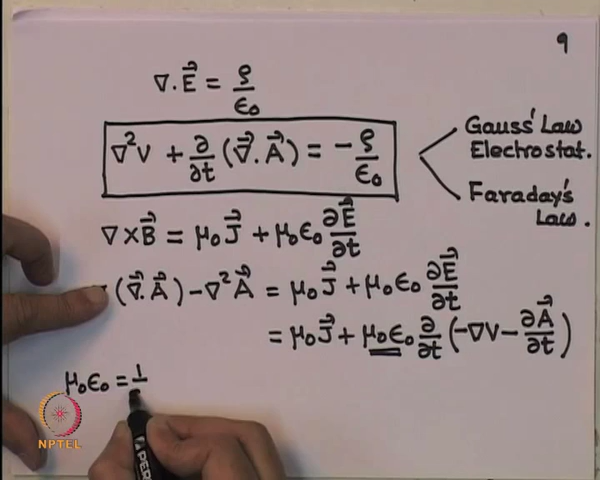 9
∇.E⃗ = ρ/ε₀
∇²V + ∂/∂t (∇⃗.A⃗) = -ρ/ε₀
Gauss' Law
Electrostat.
Faraday's
Law.
∇×B⃗ = μ₀J⃗ + μ₀ε₀ ∂E⃗/∂t
(∇⃗.A⃗) - ∇²A⃗ = μ₀J⃗ + μ₀ε₀ ∂E⃗/∂t
= μ₀J⃗ + μ₀ε₀ ∂/∂t (-∇V - ∂A⃗/∂t)
μ₀ε₀ = 1/
NPTEL